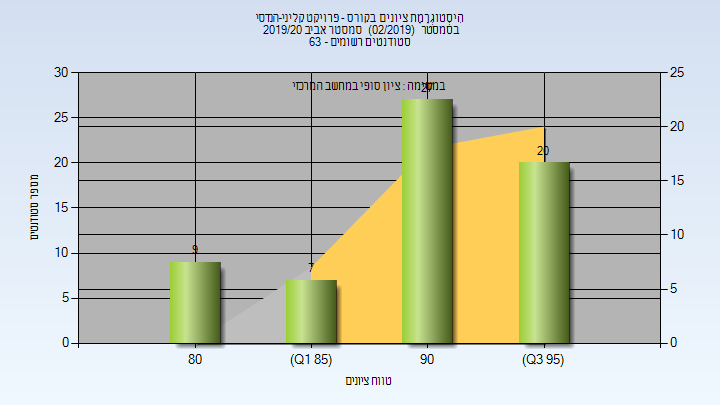 היסטוגרמת ציונים בקורס - פרויקט קליני-הנדסי
בסמסטר (02/2019) סמסטר אביב 2019/20
סטודנטים רשומים - 63
במשימה : ציון סופי במחשב המרכזי
30
25
20
15
10
5
0
25
20
15
10
5
0
9
7
27
20
80
(Q1 85)
90
(Q3 95)
מספר סטודנטים
טווח ציונים